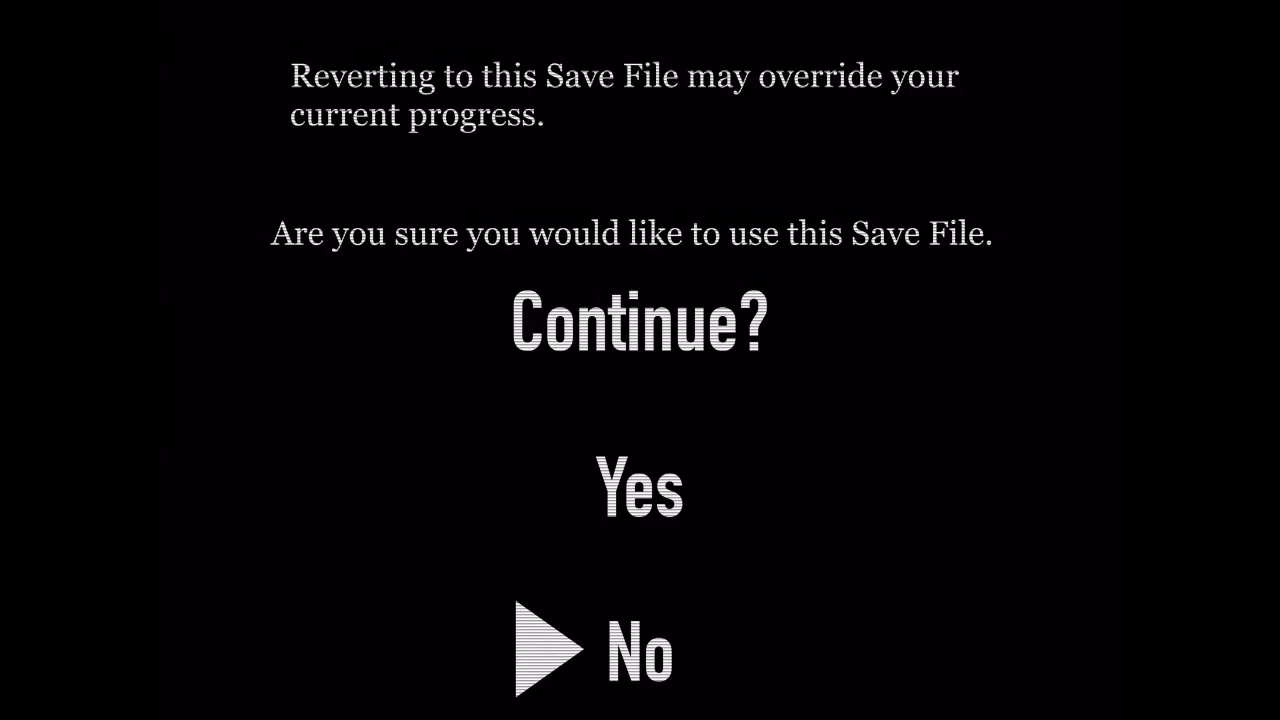 Reverting to this Save File may override your
current progress.
Are you sure you would like to use this Save File.
Continue?
Yes
No